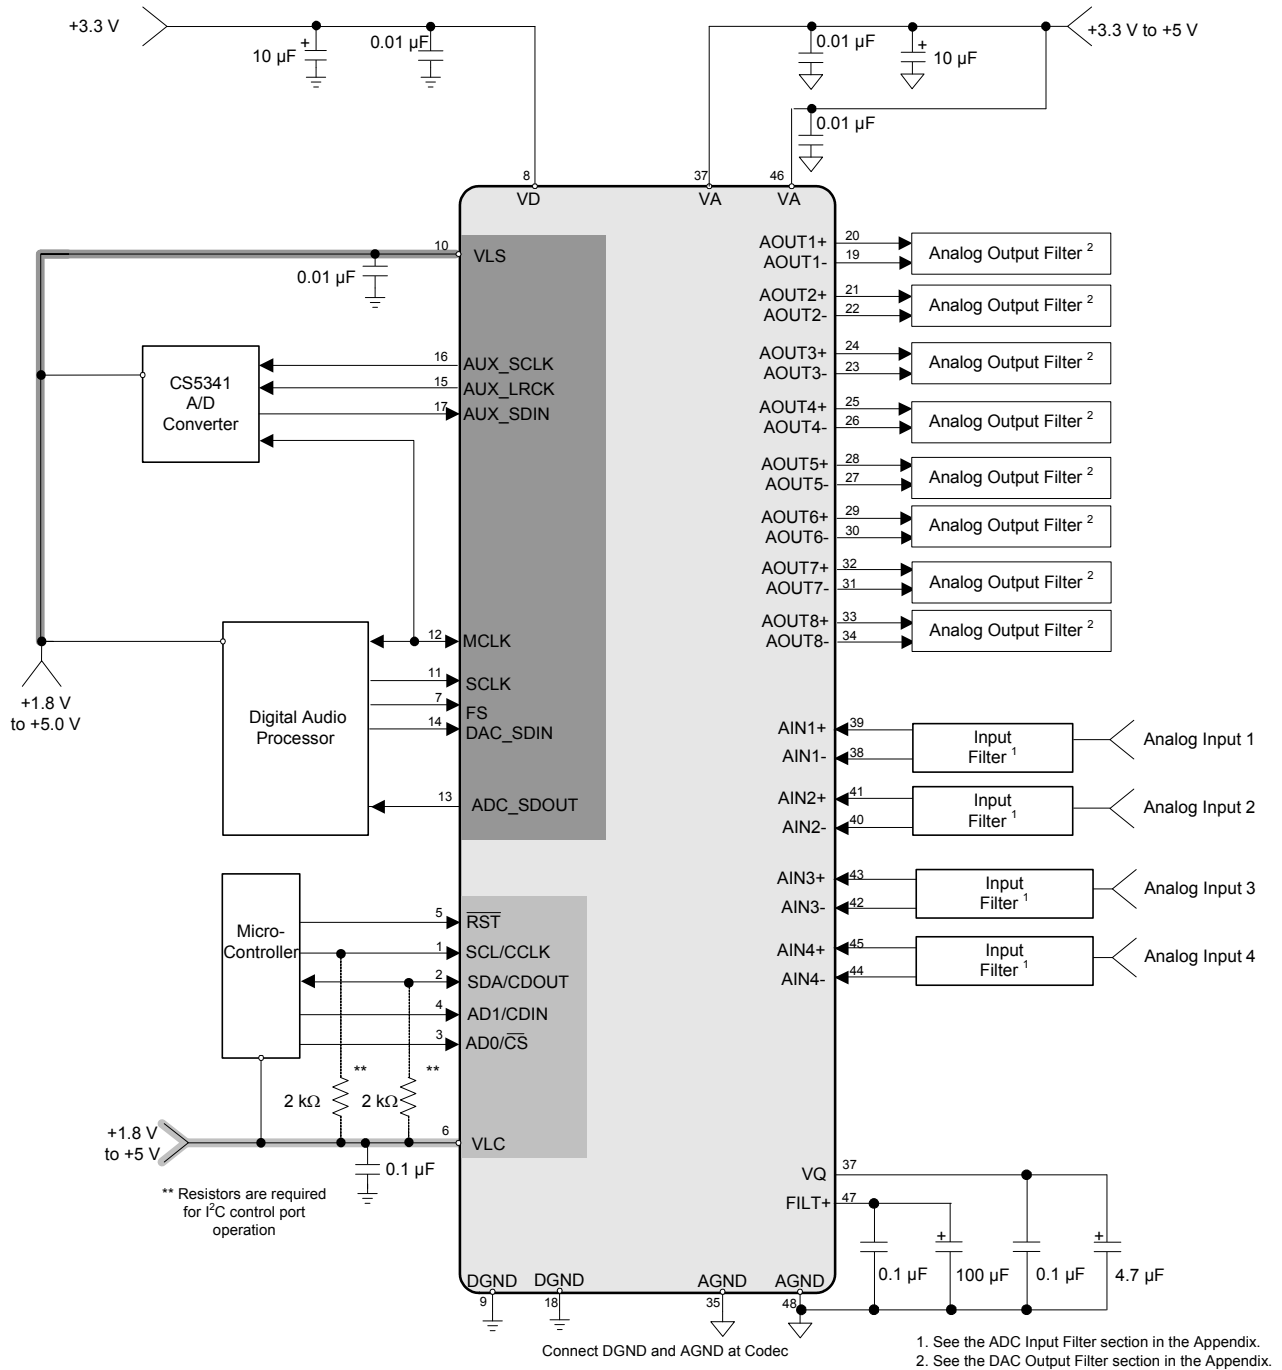 +3.3 V
10 µF
+
0.01 µF
0.01 µF
+
10 µF
+3.3 V to +5 V
0.01 µF
8
37
46
VD
VA
VA
10
VLS
0.01 µF
CS5341
A/D
Converter
16
AUX_SCLK
15
AUX_LRCK
17
AUX_SDIN
+1.8 V
to +5.0 V
Digital Audio
Processor
12
MCLK
11
SCLK
7
FS
14
DAC_SDIN
13
ADC_SDOUT
Micro-
Controller
5
RST
1
SCL/CCLK
2
SDA/CDOUT
4
AD1/CDIN
3
AD0/CS
**
**
2 kΩ
2 kΩ
+1.8 V
to +5 V
6
VLC
0.1 µF
** Resistors are required
for I²C control port
operation
AOUT1+
20
AOUT1-
19
Analog Output Filter ²
AOUT2+
21
AOUT2-
22
Analog Output Filter ²
AOUT3+
24
AOUT3-
23
Analog Output Filter ²
AOUT4+
25
AOUT4-
26
Analog Output Filter ²
AOUT5+
28
AOUT5-
27
Analog Output Filter ²
AOUT6+
29
AOUT6-
30
Analog Output Filter ²
AOUT7+
32
AOUT7-
31
Analog Output Filter ²
AOUT8+
33
AOUT8-
34
Analog Output Filter ²
AIN1+
39
AIN1-
38
Input
Filter ¹
Analog Input 1
AIN2+
41
AIN2-
40
Input
Filter ¹
Analog Input 2
AIN3+
43
AIN3-
42
Input
Filter ¹
Analog Input 3
AIN4+
45
AIN4-
44
Input
Filter ¹
Analog Input 4
VQ
37
FILT+
47
0.1 µF
+
100 µF
0.1 µF
+
4.7 µF
DGND
DGND
AGND
AGND
9
18
35
48
Connect DGND and AGND at Codec
1. See the ADC Input Filter section in the Appendix.
2. See the DAC Output Filter section in the Appendix.